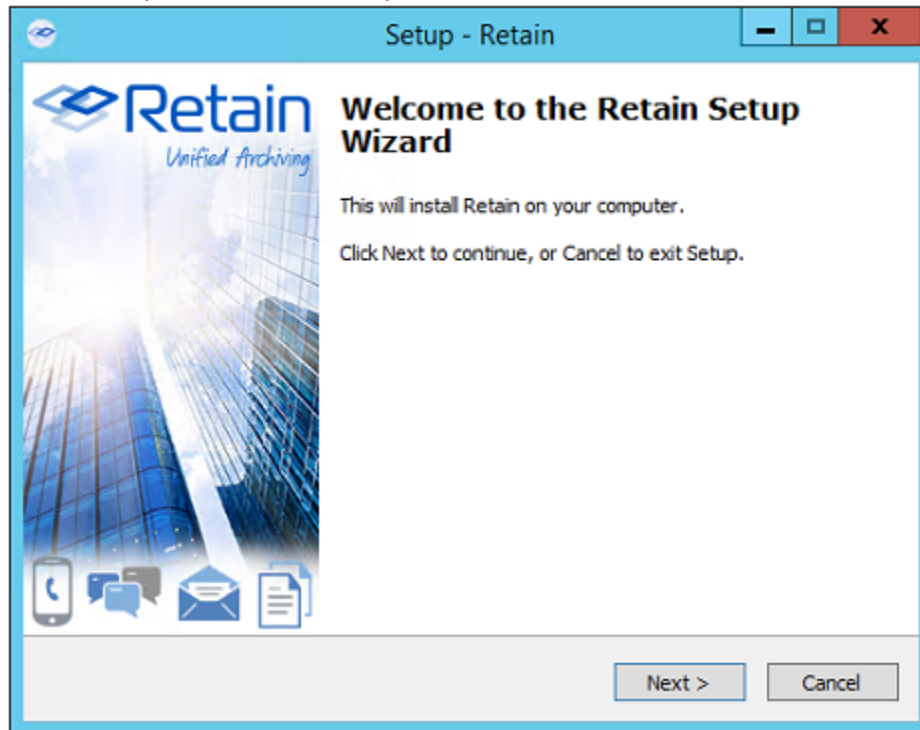 Setup - Retain
Retain
Unified Archiving
Welcome to the Retain Setup
Wizard
This will install Retain on your computer.
Click Next to continue, or Cancel to exit Setup.
Next >
Cancel